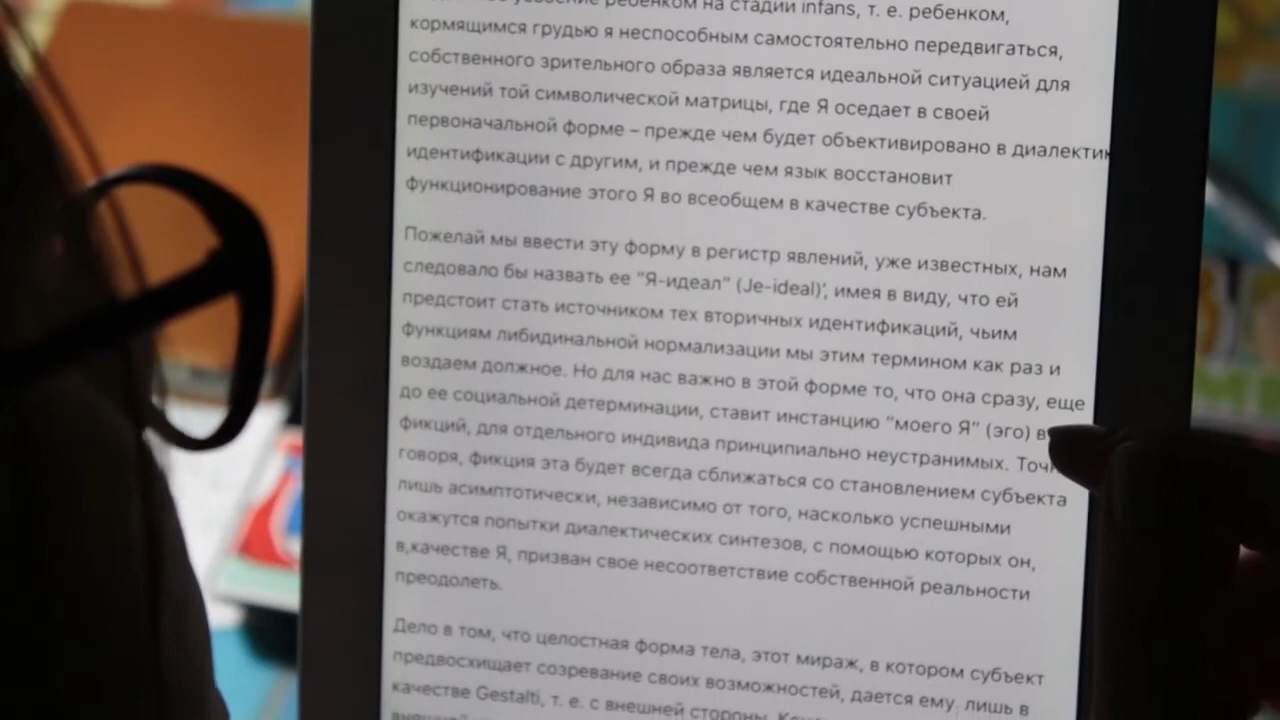 ребенком на стадии infans, т. е. ребенком,
кормящимся грудью я неспособным самостоятельно передвигаться,
собственного зрительного образа является идеальной ситуацией для
изучений той символической матрицы, где Я оседает в своей
первоначальной форме – прежде чем будет объективировано в диалектик
идентификации с другим, и прежде чем язык восстановит
функционирование этого Я во всеобщем в качестве субъекта.
Пожелай мы ввести эту форму в регистр явлений, уже известных, нам
следовало бы назвать ее “Я-идеал” (Je-ideal)’, имея в виду, что ей
предстоит стать источником тех вторичных идентификаций, чьим
функциям либидинальной нормализации мы этим термином как раз и
воздаем должное. Но для нас важно в этой форме то, что она сразу, еще
до ее социальной детерминации, ставит инстанцию “моего Я” (эго) в
фикций, для отдельного индивида принципиально неустранимых.
говоря, фикция эта будет всегда сближаться со становлением субъекта
лишь асимптотически, независимо от того, насколько успешными
окажутся попытки диалектических синтезов, с помощью которых он,
в,качестве Я, призван свое несоответствие собственной реальности
преодолеть.
Дело в том, что целостная форма тела, этот мираж, в котором субъект
предвосхищает созревание своих возможностей, дается ему лишь в
качестве Gestalti, т. е. с внешней стороны.